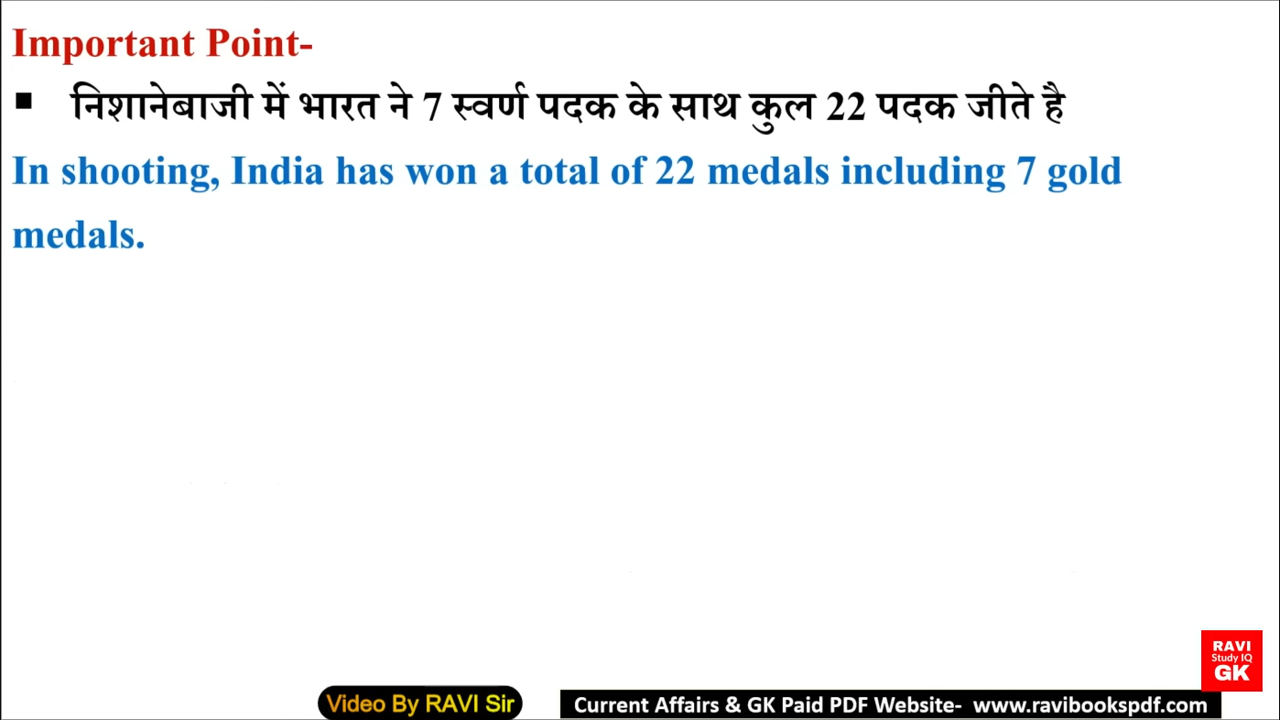 Important Point-
▪ निशानेबाजी में भारत ने 7 स्वर्ण पदक के साथ कुल 22 पदक जीते है
In shooting, India has won a total of 22 medals including 7 gold
medals.
RAVI
Study IQ
GK
Video By RAVI Sir
Current Affairs & GK Paid PDF Website- www.ravibookspdf.com